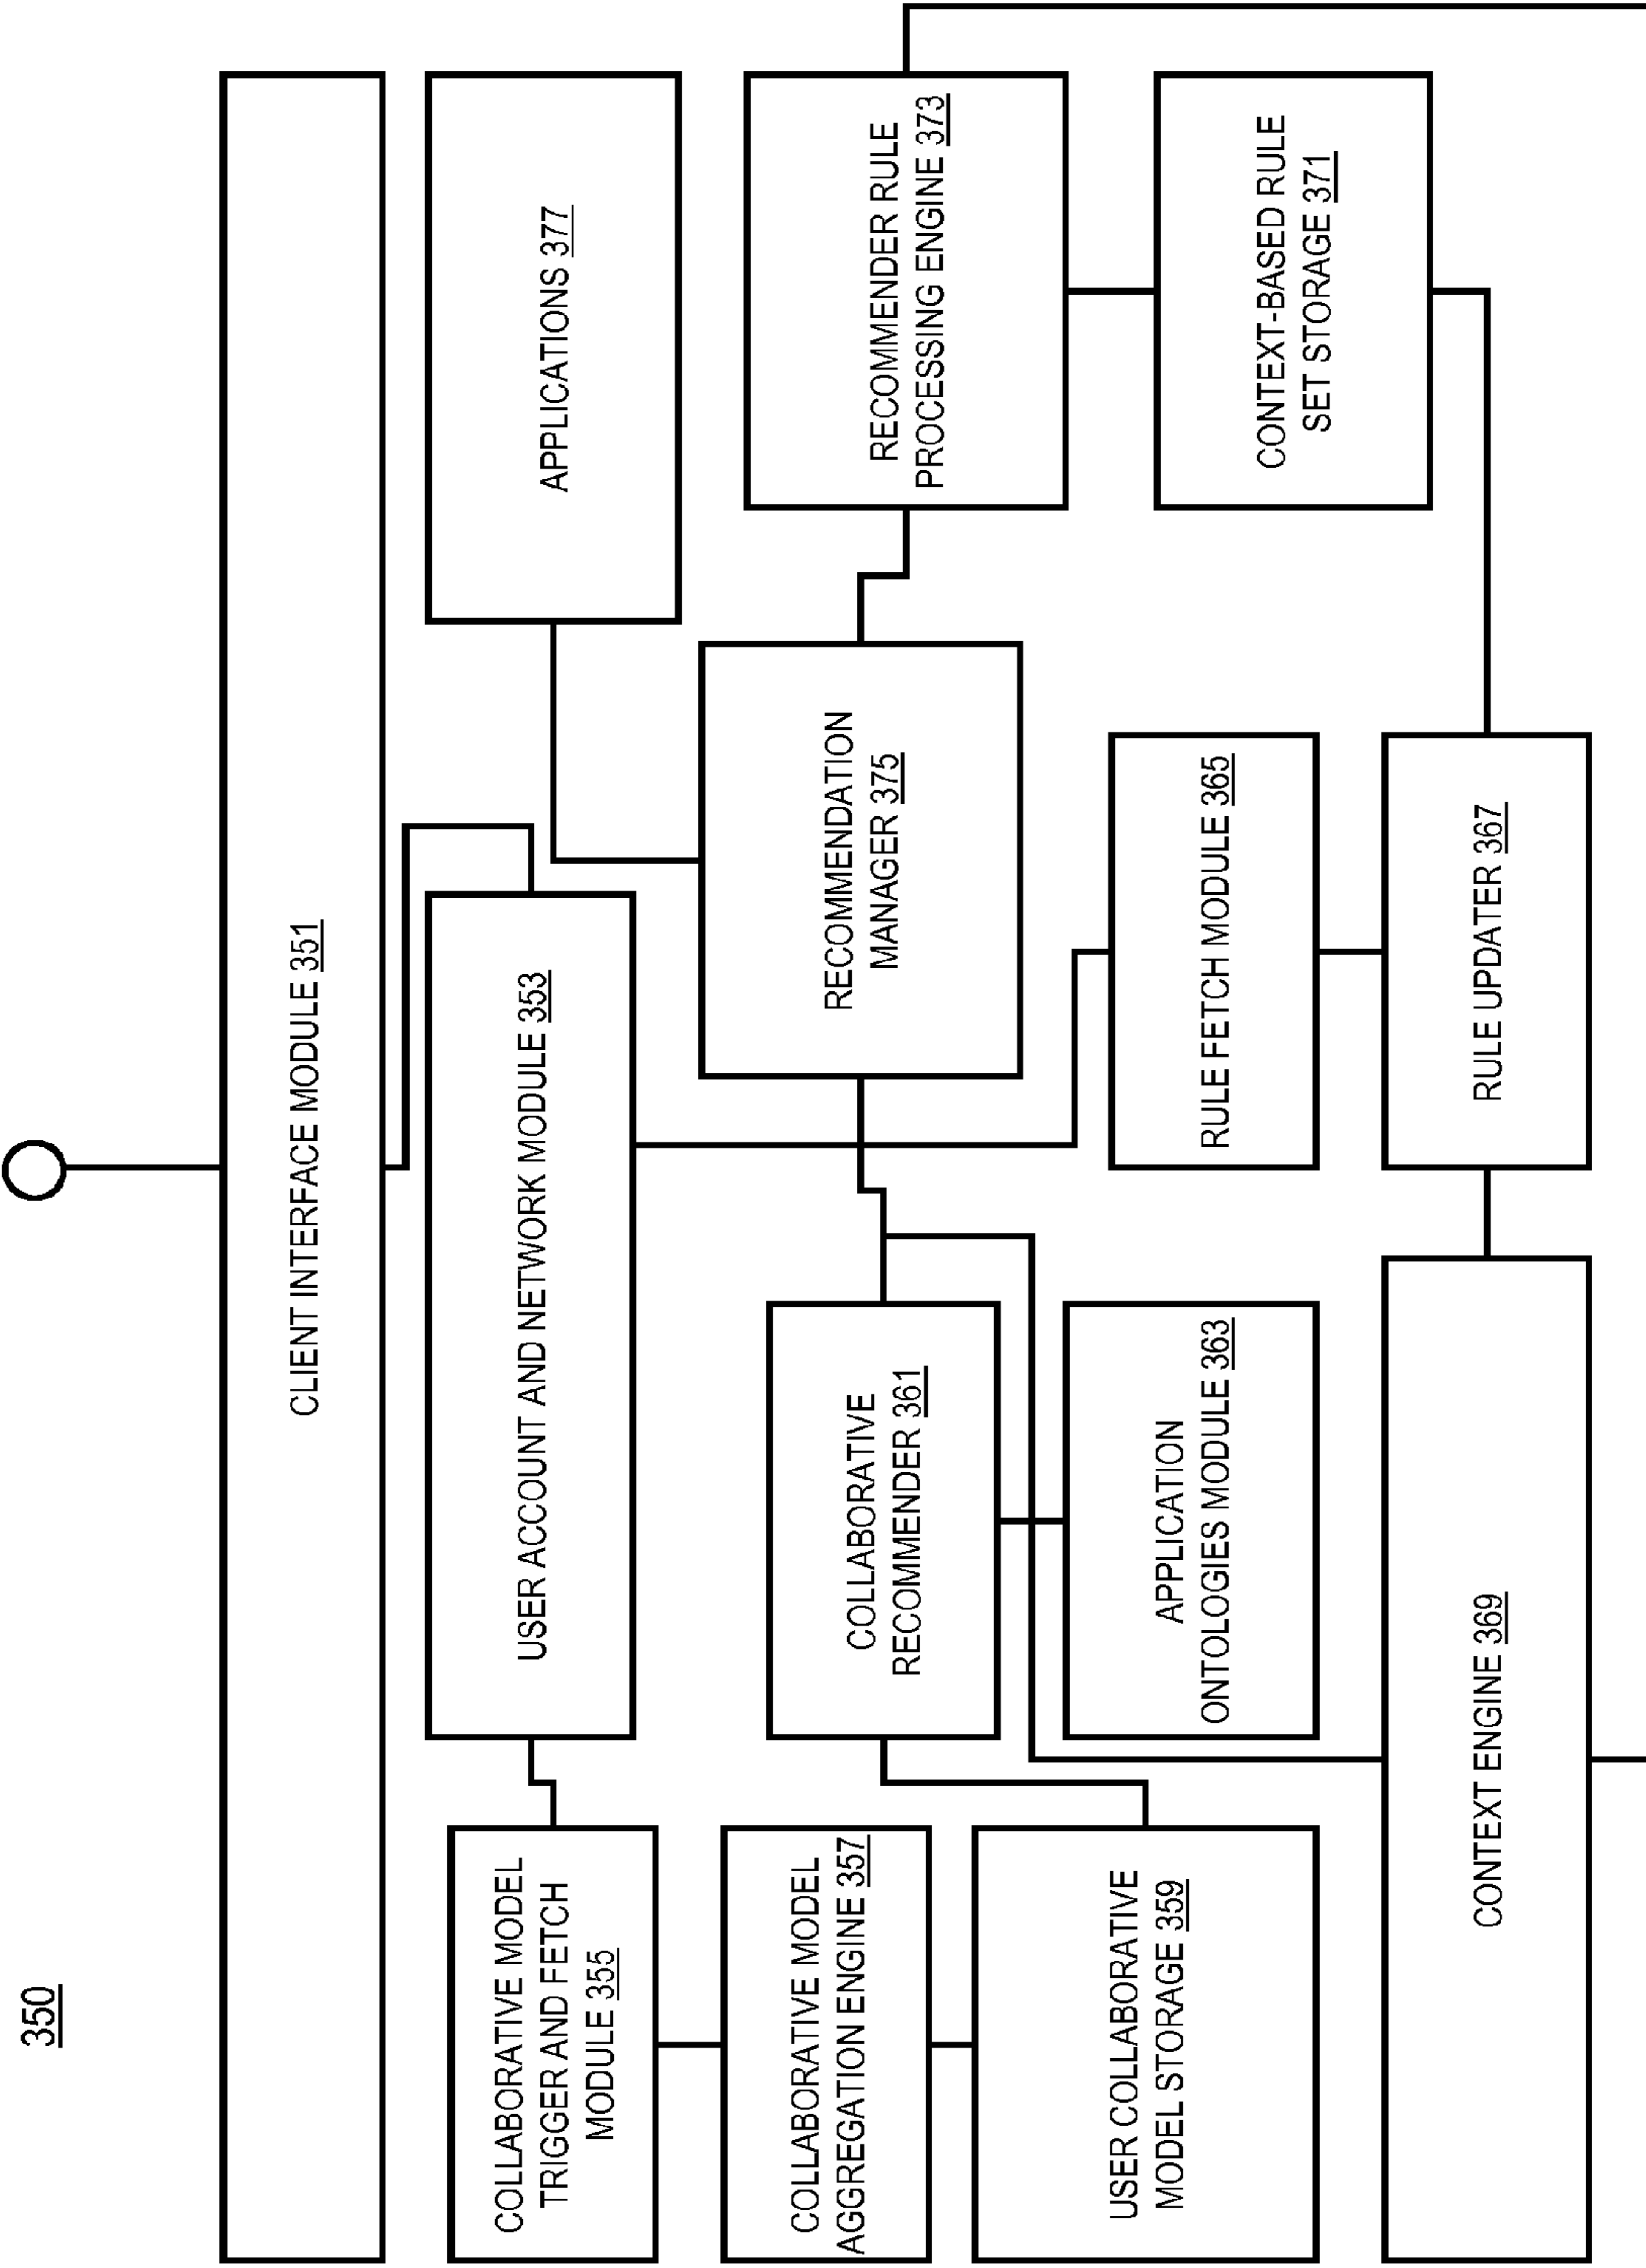 350
CLIENT INTERFACE MODULE 351
COLLABORATIVE MODEL
TRIGGER AND FETCH
MODULE 355
USER ACCOUNT AND NETWORK MODULE 353
APPLICATIONS 377
COLLABORATIVE MODEL
AGGREGATION ENGINE 357
COLLABORATIVE
RECOMMENDER 361
RECOMMENDATION
MANAGER 375
RECOMMENDER RULE
PROCESSING ENGINE 373
USER COLLABORATIVE
MODEL STORAGE 359
APPLICATION
ONTOLOGIES MODULE 363
RULE FETCH MODULE 365
CONTEXT-BASED RULE
SET STORAGE 371
CONTEXT ENGINE 369
RULE UPDATER 367